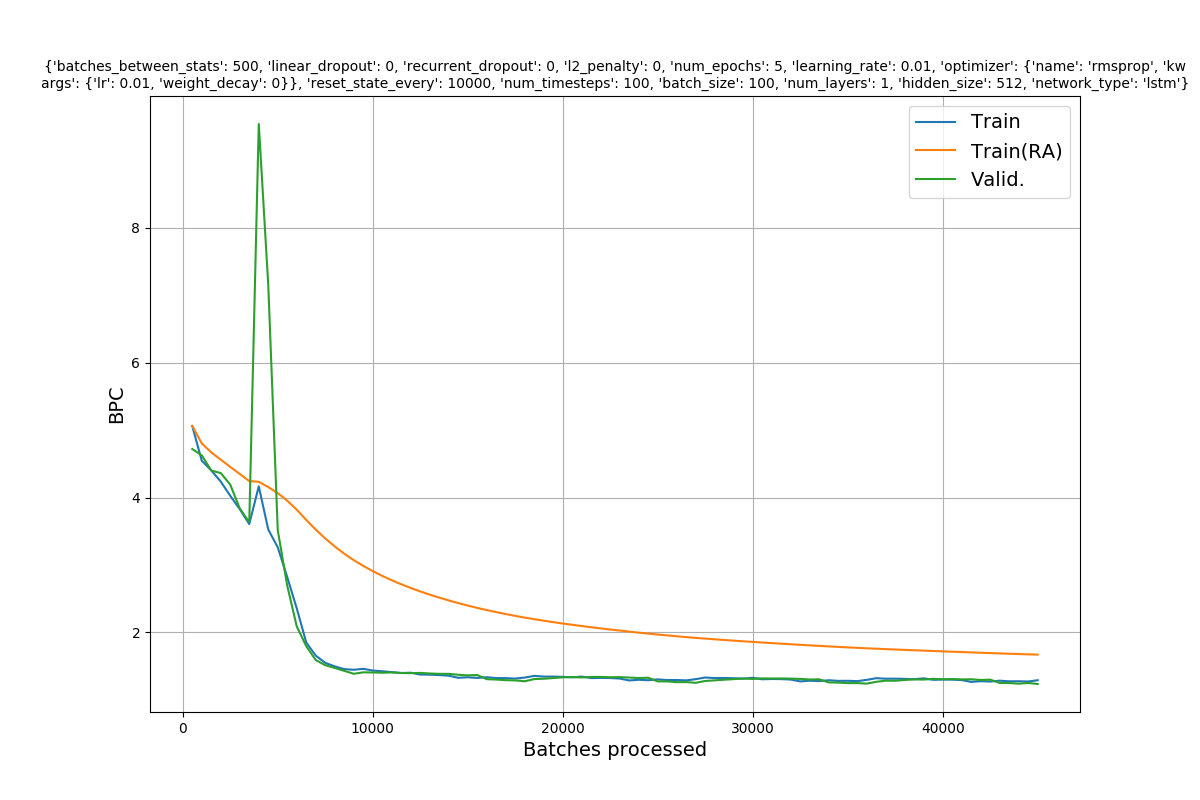 {'batches_between_stats': 500, 'linear_dropout': 0, 'recurrent_dropout': 0, 'l2_penalty': 0, 'num_epochs': 5, 'learning_rate': 0.01, 'optimizer': {'name': 'rmsprop', 'kw
args': {'lr': 0.01, 'weight_decay': 0}}, 'reset_state_every': 10000, 'num_timesteps': 100, 'batch_size': 100, 'num_layers': 1, 'hidden_size': 512, 'network_type': 'lstm'}
Train
Train(RA)
Valid.
8
6
4
2
BPC
0
10000
20000
30000
40000
Batches processed